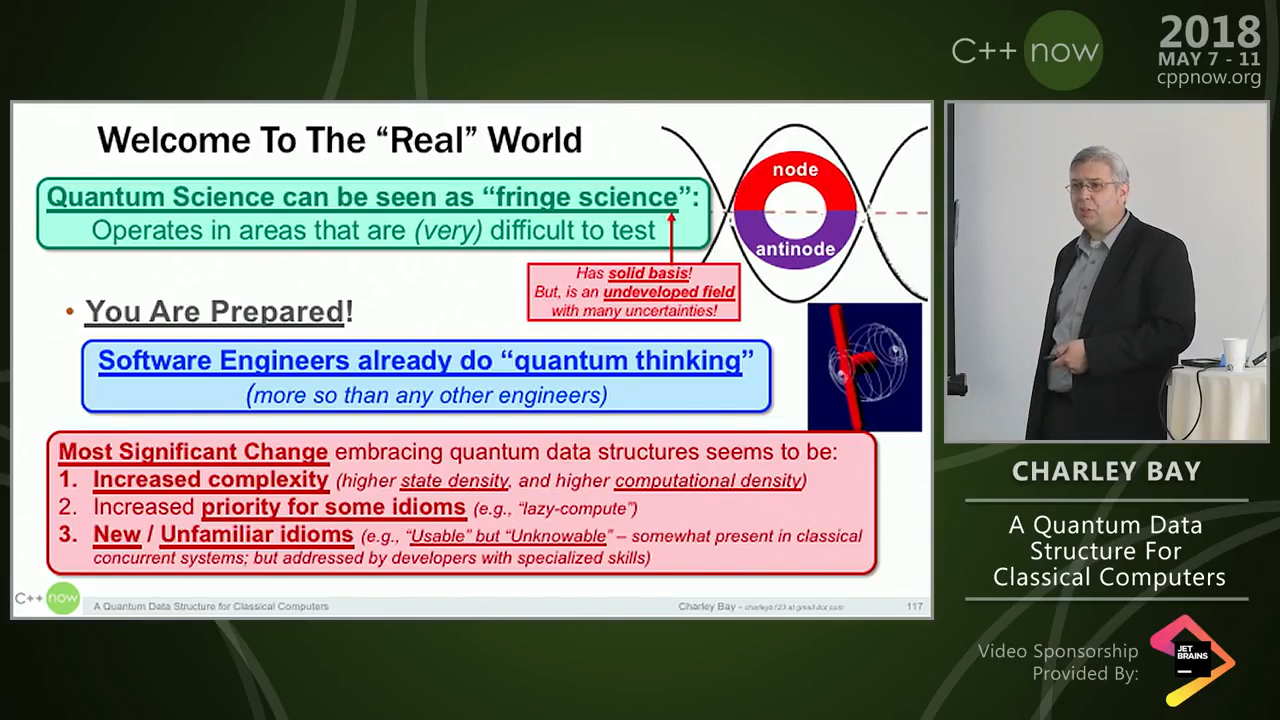 C++ now
2018
MAY 7 - 11
cppnow.org
Welcome To The “Real” World
Quantum Science can be seen as “fringe science”:
Operates in areas that are (very) difficult to test
node
antinode
Has solid basis!
But, is an undeveloped field
with many uncertainties!
• You Are Prepared!
Software Engineers already do “quantum thinking”
(more so than any other engineers)
Most Significant Change embracing quantum data structures seems to be:
1. Increased complexity (higher state density, and higher computational density)
2. Increased priority for some idioms (e.g., “lazy-compute”)
3. New / Unfamiliar idioms (e.g., “Usable” but “Unknowable” – somewhat present in classical
concurrent systems; but addressed by developers with specialized skills)
C++ now
A Quantum Data Structure for Classical Computers
Charley Bay – charleyb123 at gmail dot com
117
CHARLEY BAY
A Quantum Data
Structure For
Classical Computers
Video Sponsorship
Provided By:
JET
BRAINS